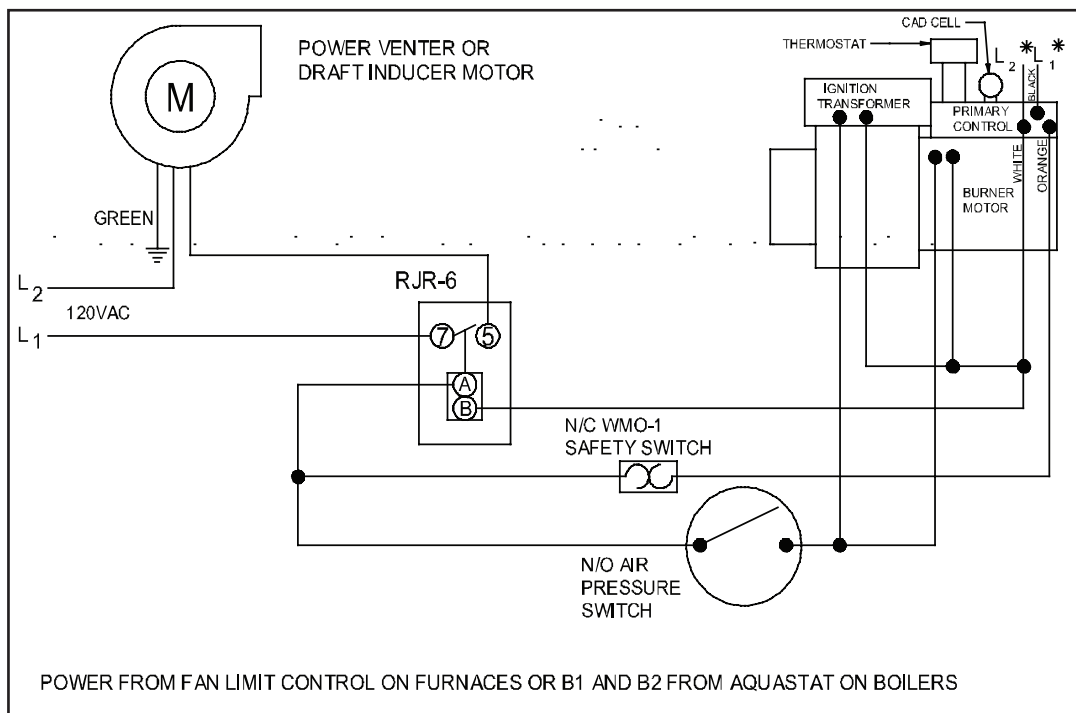 POWER VENTER OR
DRAFT INDUCER MOTOR
M
GREEN
L2
120VAC
L1
RJR-6
7
5
A
B
CAD CELL
THERMOSTAT
L2 *
L1 *
BLACK
IGNITION
TRANSFORMER
PRIMARY
CONTROL
WHITE
ORANGE
BURNER
MOTOR
N/C WMO-1
SAFETY SWITCH
N/O AIR
PRESSURE
SWITCH
POWER FROM FAN LIMIT CONTROL ON FURNACES OR B1 AND B2 FROM AQUASTAT ON BOILERS